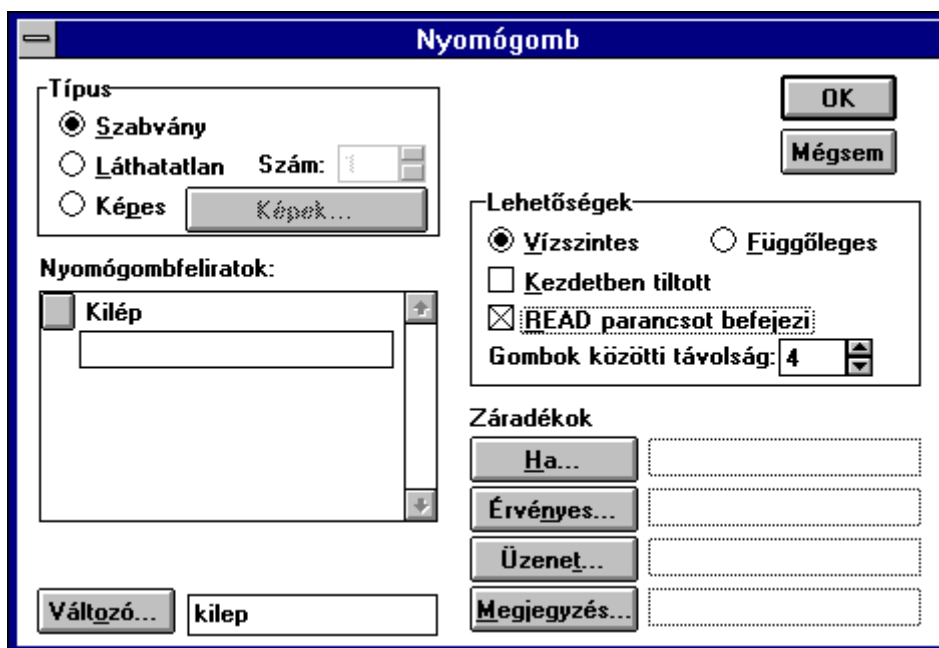 Nyomógomb
Típus
Szabvány
Láthatatlan Szám: 1
Képes Képek...
OK
Mégsem
Lehetőségek
Vízszintes Függőleges
Kezdetben tiltott
READ parancsot befejezi
Gombok közötti távolság: 4
Nyomógombfeliratok:
Kilép
Záradékok
Ha...
Érvényes...
Üzenet...
Megjegyzés...
Változó... kilep